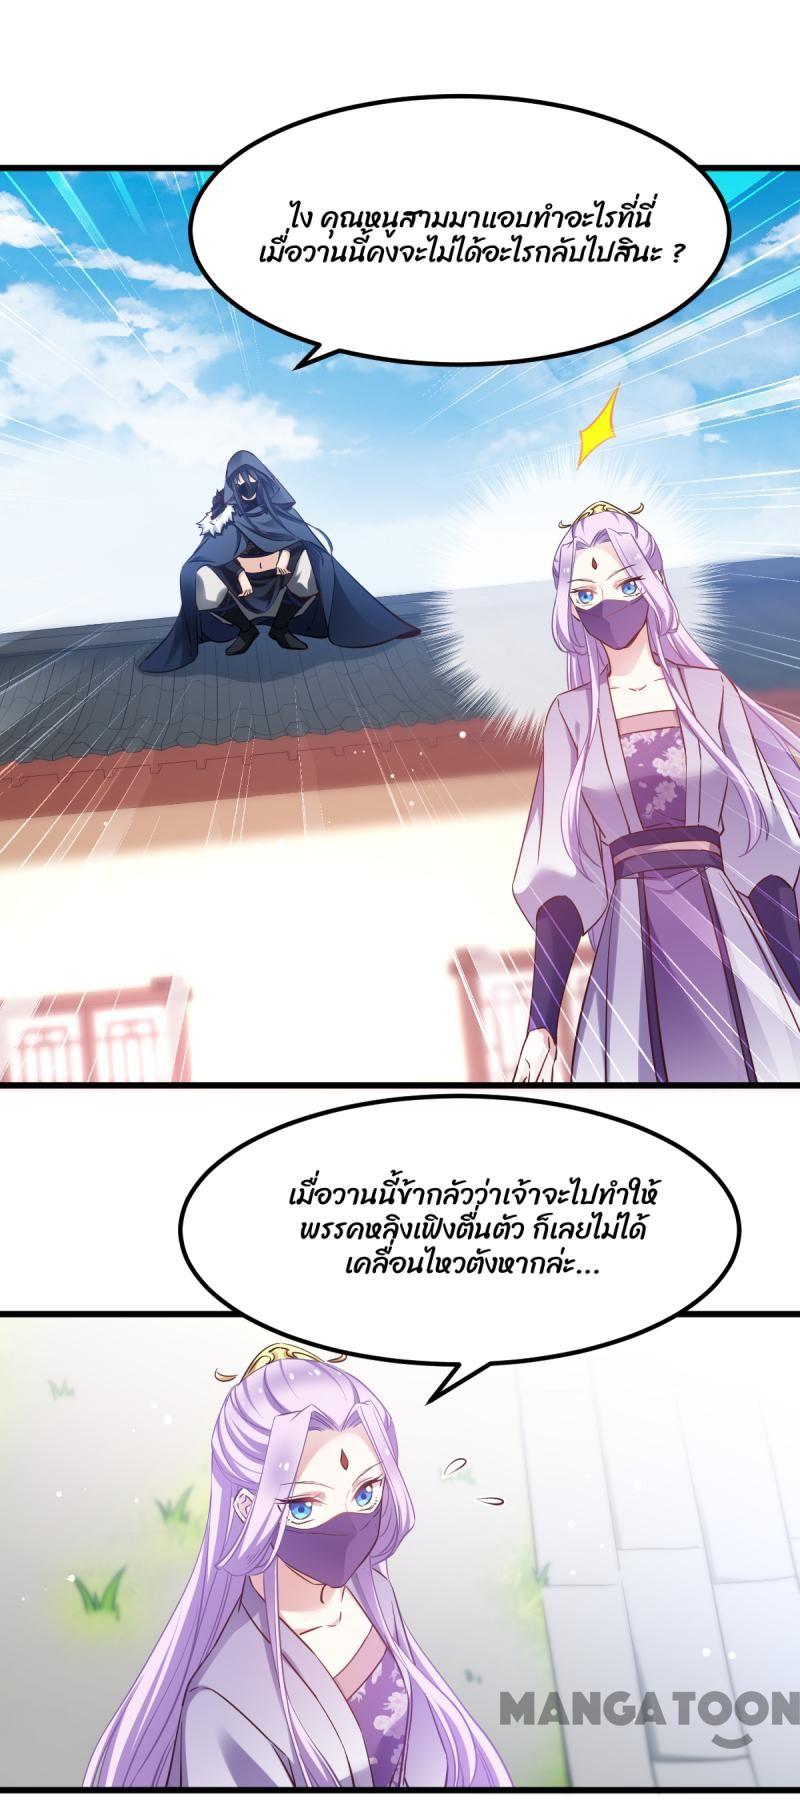 ไง คุณหนูสามมาแอบทำอะไรที่นี่
เมื่อวานนี้คงจะไม่ได้อะไรกลับไปสินะ ?
เมื่อวานนี้ข้ากลัวว่าเจ้าจะไปทำให้
พรรคหลิงเฟิงตื่นตัว ก็เลยไม่ได้
เคลื่อนไหวตังหากล่ะ...
MANGATOON